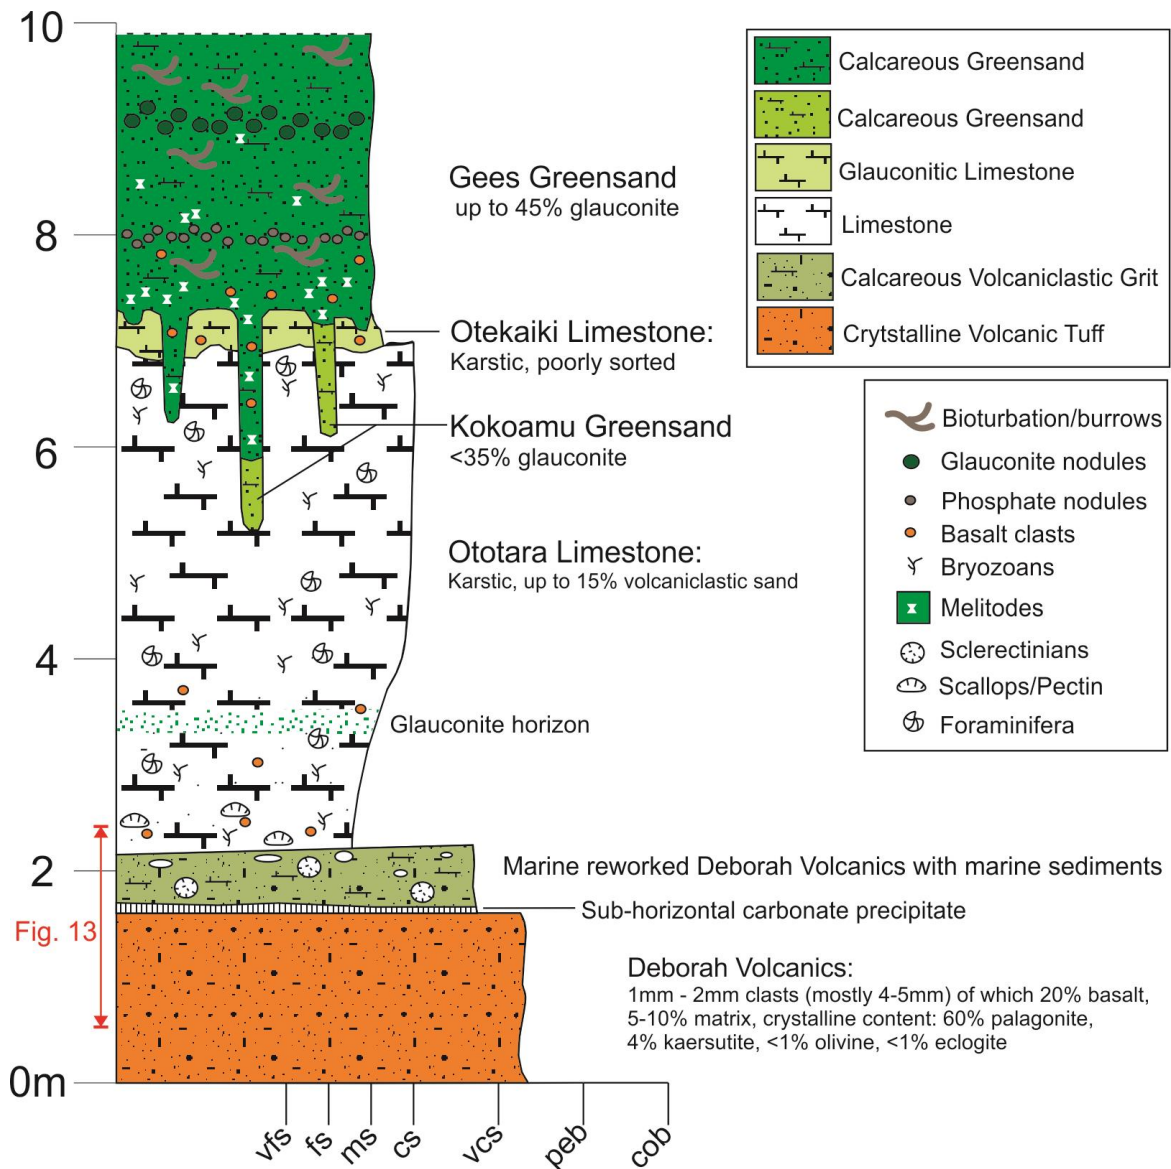 10
8
6
4
2
0m
Fig. 13
vfs
fs
ms
cs
vcs
peb
cob
Gees Greensand
up to 45% glauconite
Otekaiki Limestone:
Karstic, poorly sorted
Kokoamu Greensand
<35% glauconite
Ototara Limestone:
Karstic, up to 15% volcaniclastic sand
Glauconite horizon
Marine reworked Deborah Volcanics with marine sediments
Sub-horizontal carbonate precipitate
Deborah Volcanics:
1mm - 2mm clasts (mostly 4-5mm) of which 20% basalt,
5-10% matrix, crystalline content: 60% palagonite,
4% kaersutite, <1% olivine, <1% eclogite
Calcareous Greensand
Calcareous Greensand
Glauconitic Limestone
Limestone
Calcareous Volcaniclastic Grit
Crytstalline Volcanic Tuff
Bioturbation/burrows
Glauconite nodules
Phosphate nodules
Basalt clasts
Bryozoans
Melitodes
Sclerectinians
Scallops/Pectin
Foraminifera